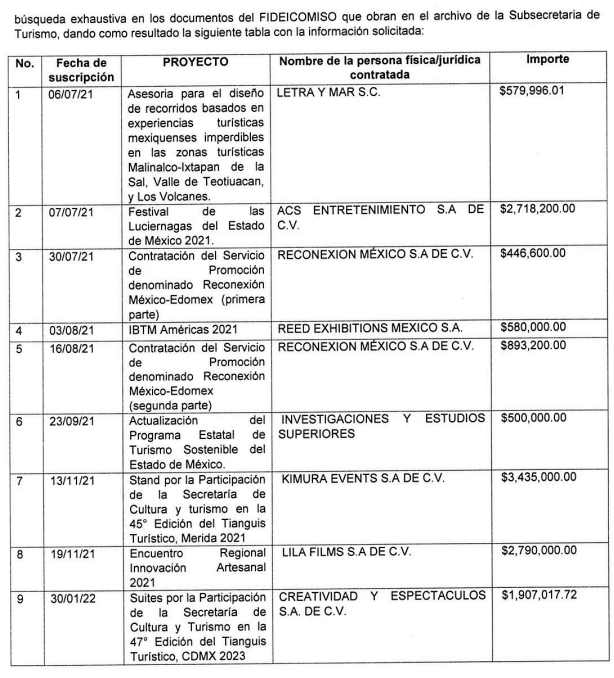 búsqueda exhaustiva en los documentos del FIDEICOMISO que obran en el archivo de la Subsecretaria de
Turismo, dando como resultado la siguiente tabla con la información solicitada:
No. Fecha de suscripción PROYECTO Nombre de la persona física/jurídica contratada Importe
1 06/07/21 Asesoria para el diseño LETRA Y MAR S.C. $579,996.01
de recorridos basados en
experiencias turísticas
mexiquenses imperdibles
en las zonas turísticas
Malinalco-Ixtapan de la
Sal, Valle de Teotiuacan,
y Los Volcanes.
2 07/07/21 Festival de las ACS ENTRETENIMIENTO S.A DE $2,718,200.00
Luciernagas del Estado C.V.
de México 2021.
3 30/07/21 Contratación del Servicio RECONEXION MÉXICO S.A DE C.V. $446,600.00
de Promoción
denominado Reconexión
México-Edomex (primera
parte)
4 03/08/21 IBTM Américas 2021 REED EXHIBITIONS MEXICO S.A. $580,000.00
5 16/08/21 Contratación del Servicio RECONEXION MÉXICO S.A DE C.V. $893,200.00
de Promoción
denominado Reconexión
México-Edomex
(segunda parte)
6 23/09/21 Actualización del INVESTIGACIONES Y ESTUDIOS $500,000.00
Programa Estatal de SUPERIORES
Turismo Sostenible del
Estado de México.
7 13/11/21 Stand por la Participación KIMURA EVENTS S.A DE C.V. $3,435,000.00
de la Secretaría de
Cultura y turismo en la
45° Edición del Tianguis
Turístico, Merida 2021
8 19/11/21 Encuentro Regional LILA FILMS S.A DE C.V. $2,790,000.00
Innovación Artesanal
2021
9 30/01/22 Suites por la Participación CREATIVIDAD Y ESPECTACULOS $1,907,017.72
de la Secretaría de S.A. DE C.V.
Cultura y Turismo en la
47° Edición del Tianguis
Turístico, CDMX 2023